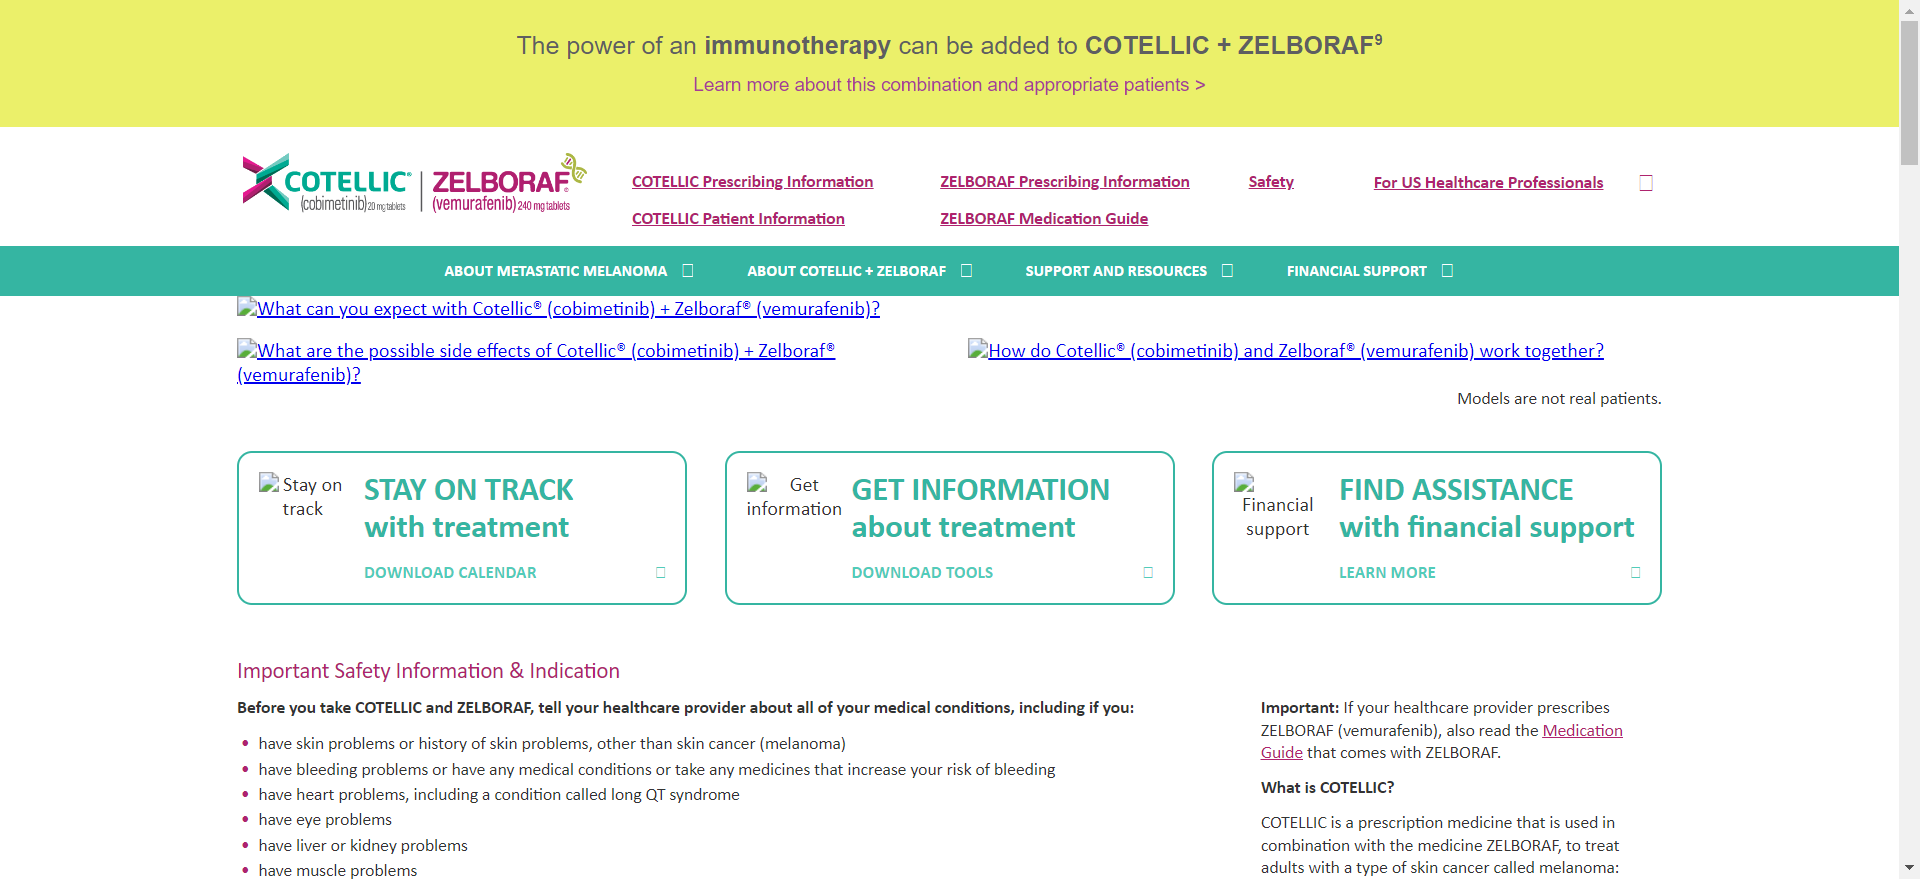 The power of an immunotherapy can be added to COTELLIC + ZELBORAF⁹
Learn more about this combination and appropriate patients >
COTELLIC® (cobimetinib) 20 mg tablets | ZELBORAF® (vemurafenib) 240 mg tablets
COTELLIC Prescribing Information
ZELBORAF Prescribing Information
Safety
For US Healthcare Professionals
COTELLIC Patient Information
ZELBORAF Medication Guide
ABOUT METASTATIC MELANOMA
ABOUT COTELLIC + ZELBORAF
SUPPORT AND RESOURCES
FINANCIAL SUPPORT
What can you expect with Cotellic® (cobimetinib) + Zelboraf® (vemurafenib)?
What are the possible side effects of Cotellic® (cobimetinib) + Zelboraf®
(vemurafenib)?
How do Cotellic® (cobimetinib) and Zelboraf® (vemurafenib) work together?
Models are not real patients.
Stay on
track
STAY ON TRACK
with treatment
DOWNLOAD CALENDAR
Get
information
GET INFORMATION
about treatment
DOWNLOAD TOOLS
Financial
support
FIND ASSISTANCE
with financial support
LEARN MORE
Important Safety Information & Indication
Before you take COTELLIC and ZELBORAF, tell your healthcare provider about all of your medical conditions, including if you:
• have skin problems or history of skin problems, other than skin cancer (melanoma)
• have bleeding problems or have any medical conditions or take any medicines that increase your risk of bleeding
• have heart problems, including a condition called long QT syndrome
• have eye problems
• have liver or kidney problems
• have muscle problems
Important: If your healthcare provider prescribes
ZELBORAF (vemurafenib), also read the Medication
Guide that comes with ZELBORAF.
What is COTELLIC?
COTELLIC is a prescription medicine that is used in
combination with the medicine ZELBORAF, to treat
adults with a type of skin cancer called melanoma: